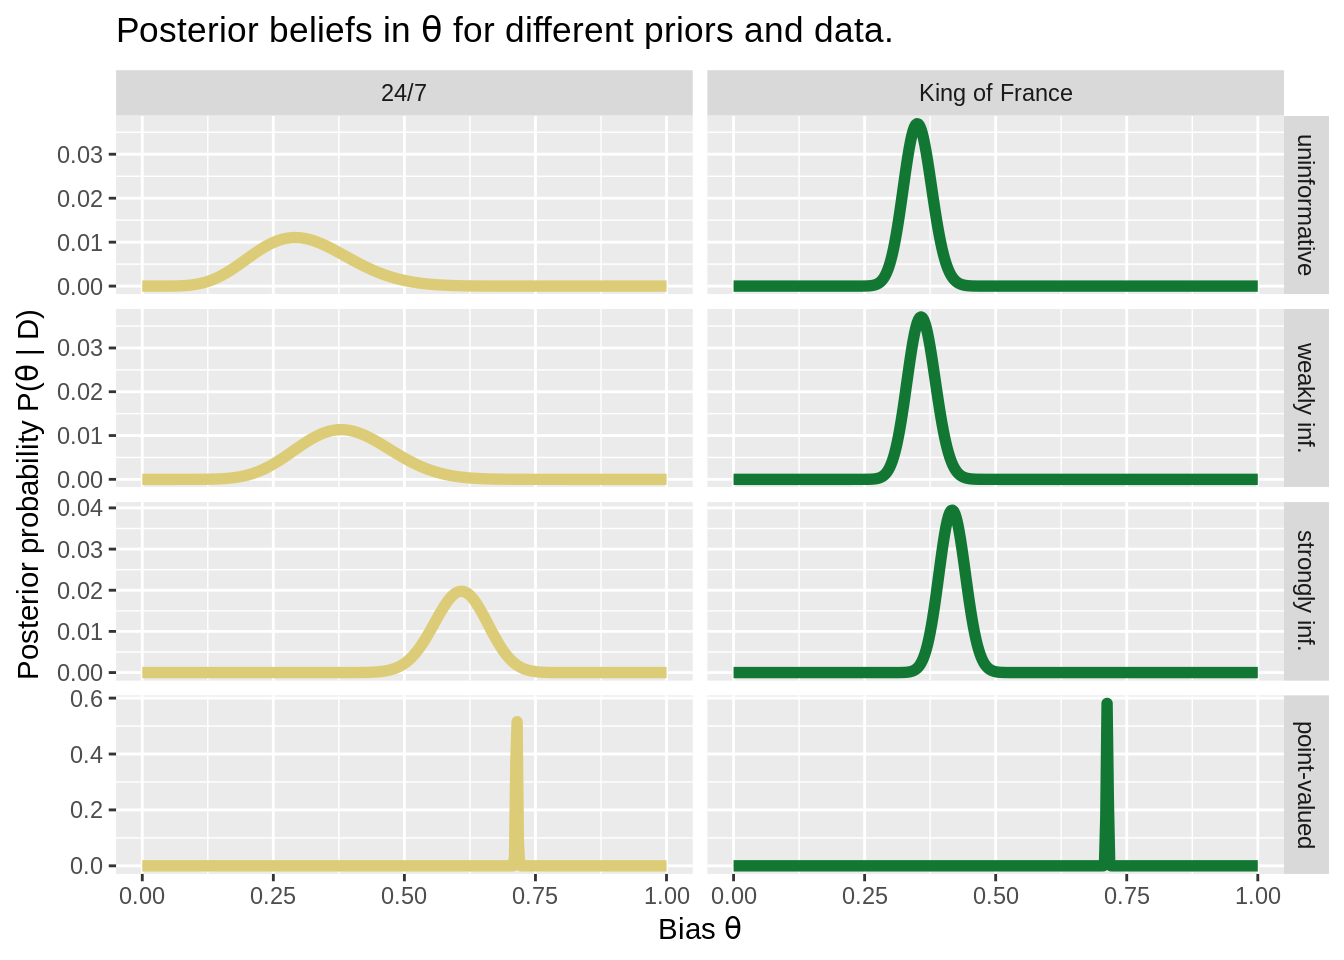 Posterior beliefs in θ for different priors and data.
24/7
King of France
0.03
0.02
0.01
0.00
uninformative
0.03
0.02
0.01
0.00
weakly inf.
0.04
0.03
0.02
0.01
0.00
strongly inf.
0.6
0.4
0.2
0.0
point-valued
Posterior probability P(θ | D)
0.00 0.25 0.50 0.75 1.00
0.00 0.25 0.50 0.75 1.00
Bias θ